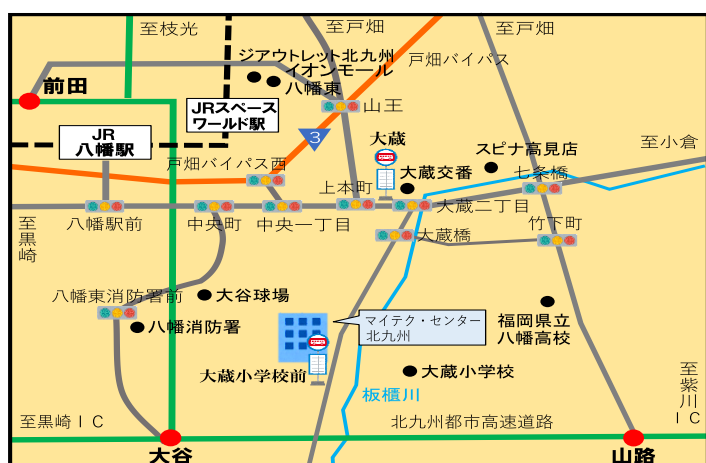 至枝光
至戸畑
至戸畑
ジアウトレット北九州
イオンモール
八幡東
戸畑バイパス
前田
JRスペース
ワールド駅
山王
3
JR
八幡駅
大蔵
至小倉
スピナ高見店
戸畑バイパス西
大蔵交番
七条橋
上本町
至黒崎
八幡駅前
中央町
中央一丁目
大蔵二丁目
竹下町
大蔵橋
八幡東消防署前
大谷球場
八幡消防署
マイテク・センター
北九州
福岡県立
八幡高校
大蔵小学校前
大蔵小学校
板櫃川
至紫川IC
至黒崎IC
北九州都市高速道路
大谷
山路